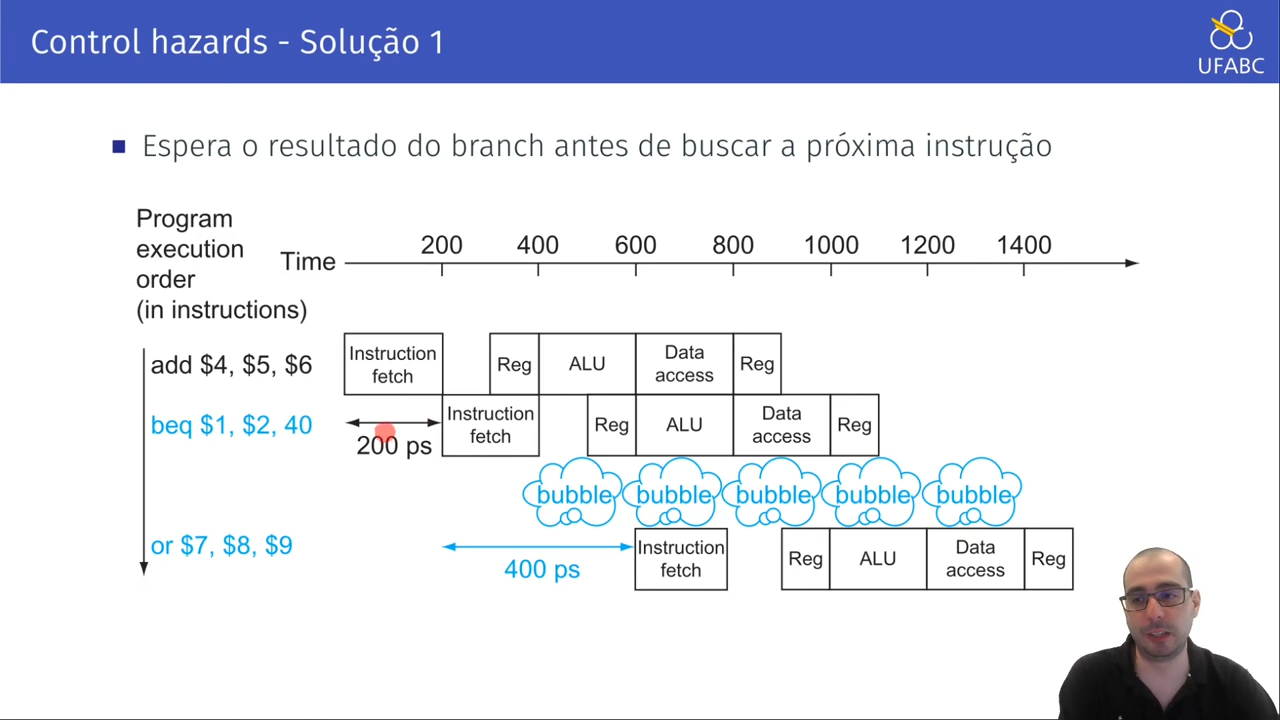 Control hazards - Solução 1
UFABC
Espera o resultado do branch antes de buscar a próxima instrução
Program
execution
order
(in instructions)
Time
200 400 600 800 1000 1200 1400
add $4, $5, $6
Instruction
fetch
Reg
ALU
Data
access
Reg
beq $1, $2, 40
200 ps
Instruction
fetch
Reg
ALU
Data
access
Reg
bubble bubble bubble bubble bubble
or $7, $8, $9
400 ps
Instruction
fetch
Reg
ALU
Data
access
Reg